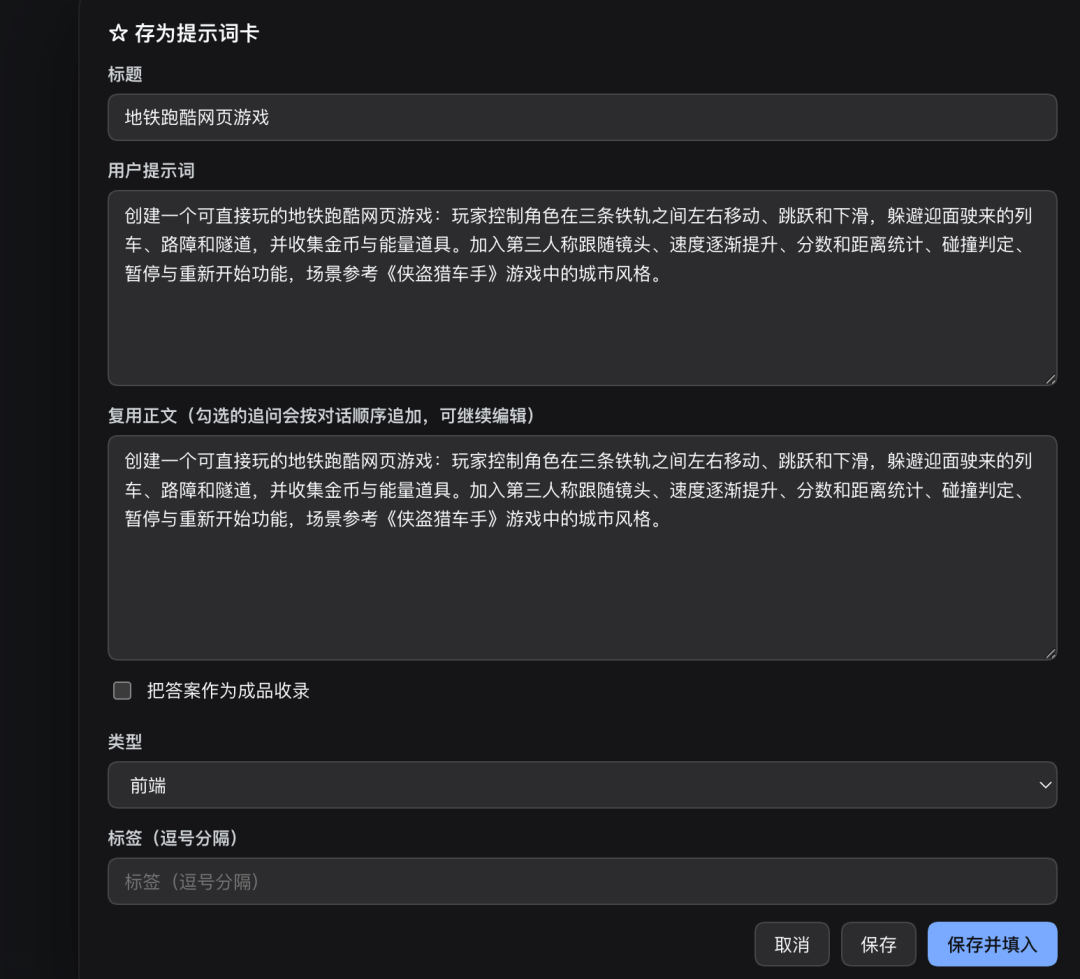 ☆ 存为提示词卡
标题
地铁跑酷网页游戏
用户提示词
创建一个可直接玩的地铁跑酷网页游戏：玩家控制角色在三条铁轨之间左右移动、跳跃和下滑，躲避迎面驶来的列
车、路障和隧道，并收集金币与能量道具。加入第三人称跟随镜头、速度逐渐提升、分数和距离统计、碰撞判定、
暂停与重新开始功能，场景参考《侠盗猎车手》游戏中的城市风格。
复用正文（勾选的追问会按对话顺序追加，可继续编辑）
创建一个可直接玩的地铁跑酷网页游戏：玩家控制角色在三条铁轨之间左右移动、跳跃和下滑，躲避迎面驶来的列
车、路障和隧道，并收集金币与能量道具。加入第三人称跟随镜头、速度逐渐提升、分数和距离统计、碰撞判定、
暂停与重新开始功能，场景参考《侠盗猎车手》游戏中的城市风格。
把答案作为成品收录
类型
前端
标签（逗号分隔）
标签（逗号分隔）
取消 保存 保存并填入